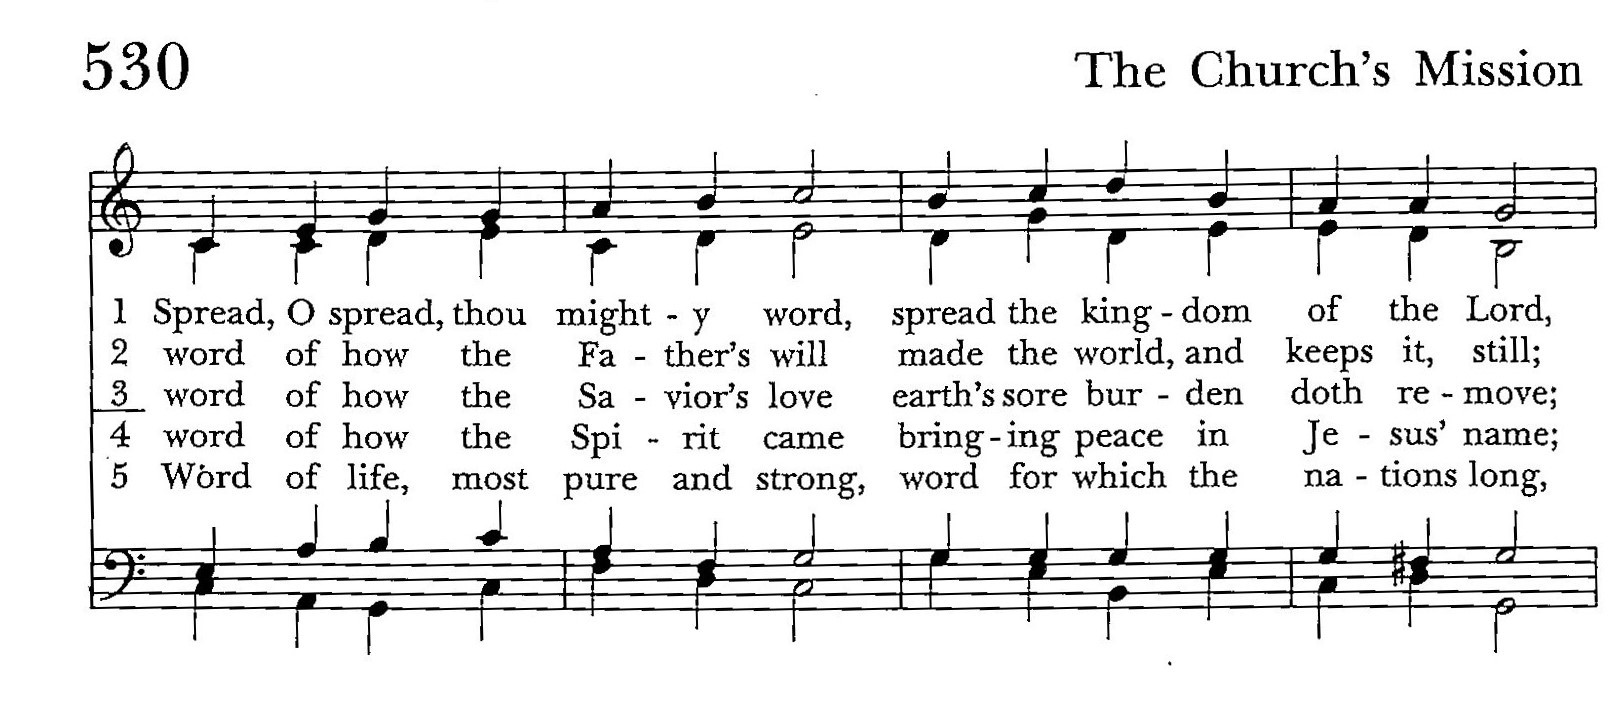 530 The Church's Mission
1 Spread, O spread, thou might - y word, spread the king - dom of the Lord,
2 word of how the Fa - ther's will made the world, and keeps it, still;
3 word of how the Sa - vior's love earth's sore bur - den doth re - move;
4 word of how the Spi - rit came bring - ing peace in Je - sus' name;
5 Word of life, most pure and strong, word for which the na - tions long,